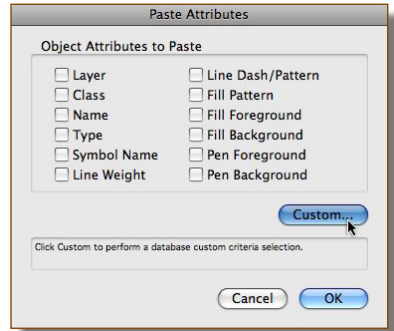 Paste Attributes
Object Attributes to Paste
Layer
Class
Name
Type
Symbol Name
Line Weight
Line Dash/Pattern
Fill Pattern
Fill Foreground
Fill Background
Pen Foreground
Pen Background
Custom...
Click Custom to perform a database custom criteria selection.
Cancel
OK